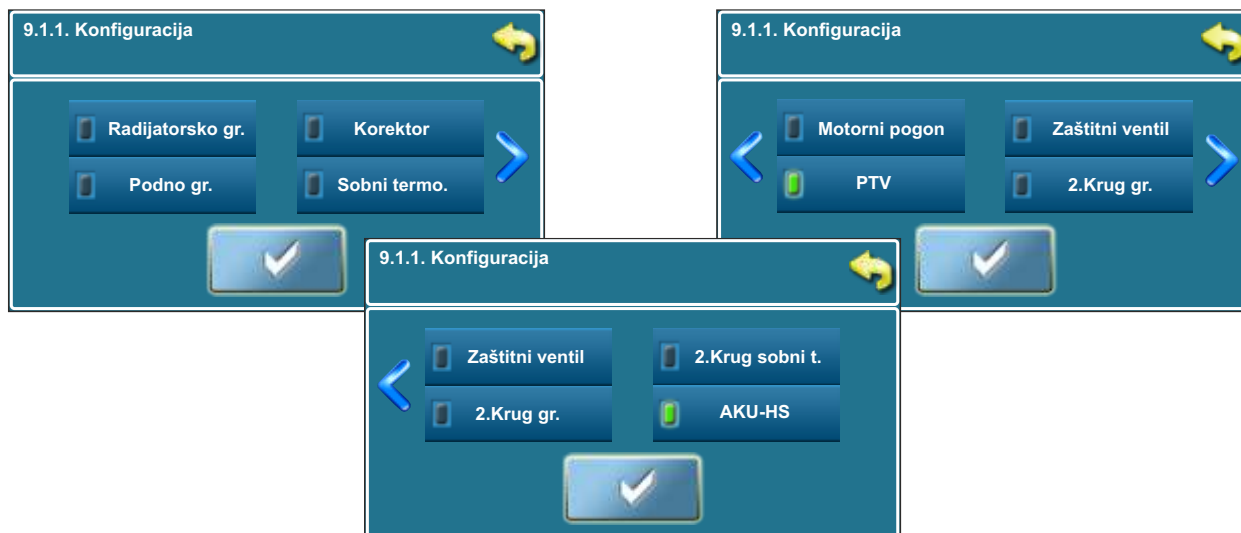 9.1.1. Konfiguracija
Radijatorsko gr.
Korektor
Podno gr.
Sobni termo.
9.1.1. Konfiguracija
Motorni pogon
Zaštitni ventil
PTV
2.Krug gr.
9.1.1. Konfiguracija
Zaštitni ventil
2.Krug sobni t.
2.Krug gr.
AKU-HS